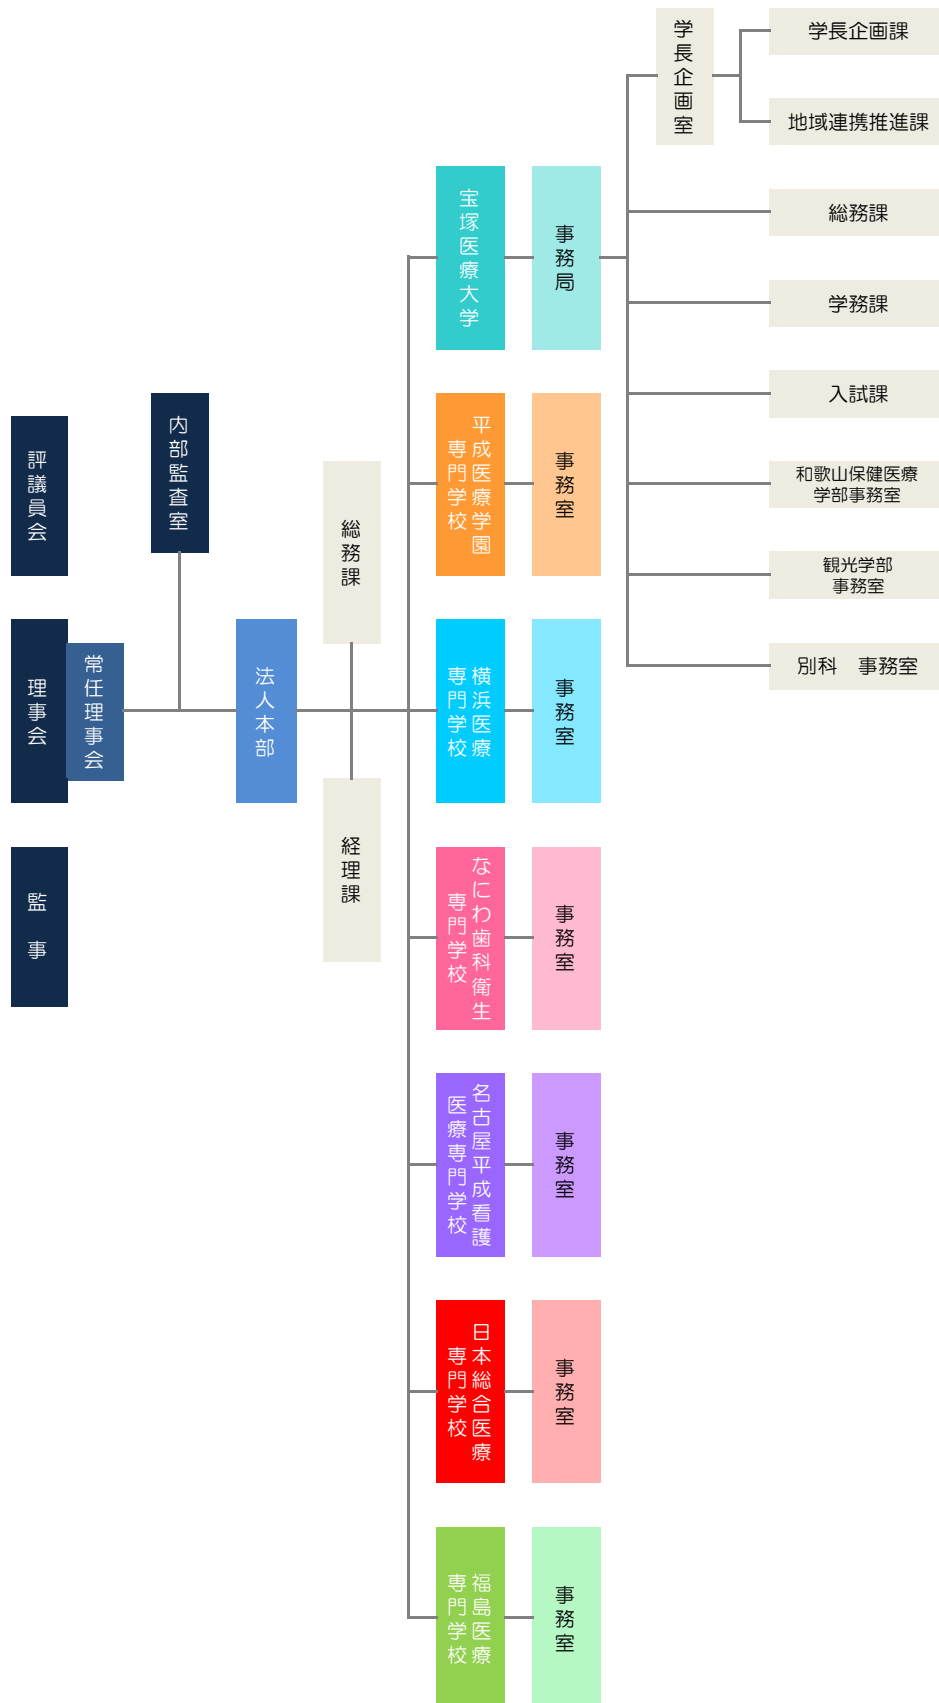 評議員会
理事会
常任理事会
監　事
内部監査室
法人本部
総務課
経理課
宝塚医療大学
事務局
学長企画室
学長企画課
地域連携推進課
総務課
学務課
入試課
和歌山保健医療
学部事務室
観光学部
事務室
別科　事務室
平成医療学園
専門学校
事務室
横浜医療
専門学校
事務室
なにわ歯科衛生
専門学校
事務室
名古屋平成看護
医療専門学校
事務室
日本総合医療
専門学校
事務室
福島医療
専門学校
事務室